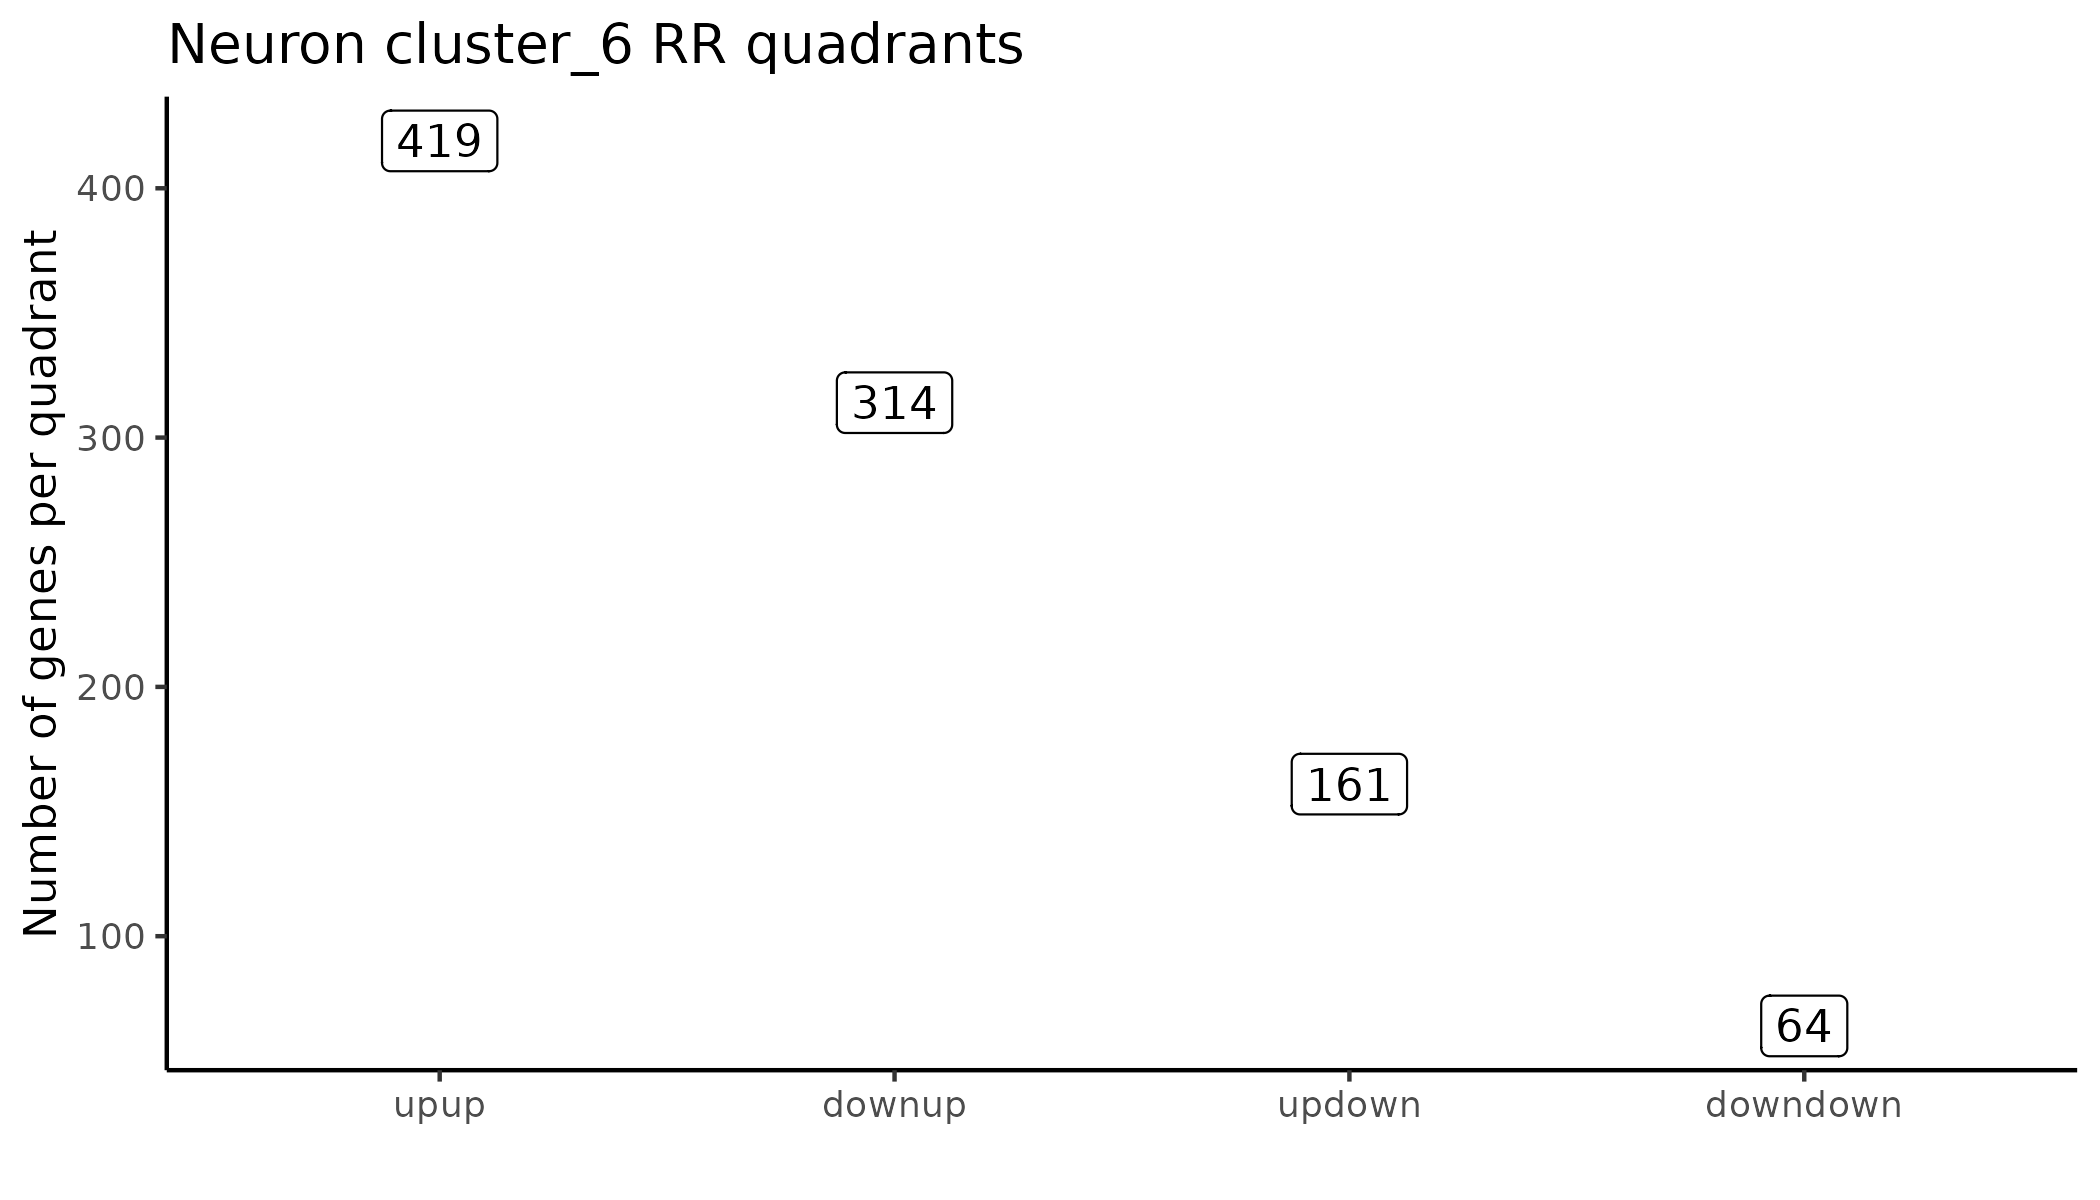 Neuron cluster_6 RR quadrants
Number of genes per quadrant
400
300
200
100
419
314
161
64
upup
downup
updown
downdown